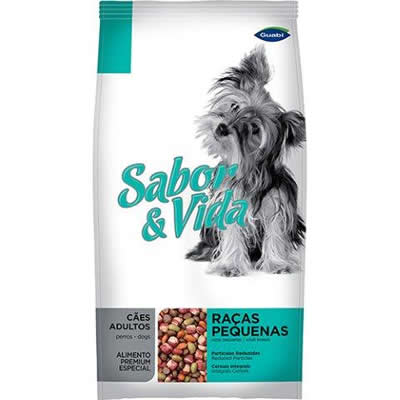 Guabi
Sabor
& Vida
CÃES
ADULTOS
perros - dogs
ALIMENTO
PREMIUM
ESPECIAL
RAÇAS
PEQUENAS
Partículas Reduzidas
Reduced Particles
Cereais Integrais
Integrals Cereals